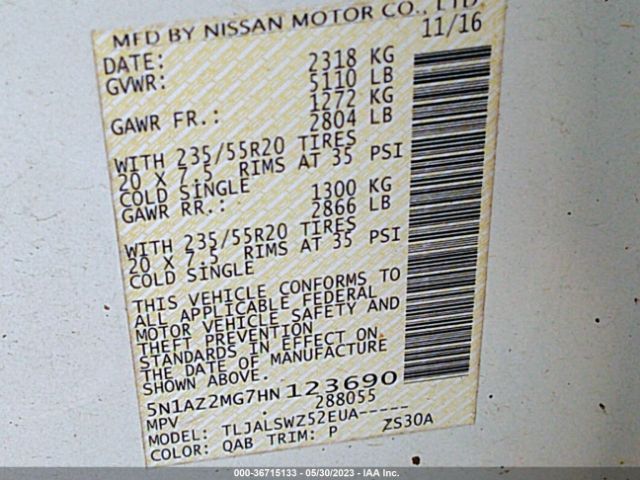 MFD BY NISSAN MOTOR CO., LTD.
DATE: 11/16
GVWR: 2318 KG
5110 LB
GAWR FR.: 1272 KG
2804 LB
WITH 235/55R20 TIRES
20 X 7.5 RIMS AT 35 PSI
COLD SINGLE
GAWR RR.: 1300 KG
2866 LB
WITH 235/55R20 TIRES
20 X 7.5 RIMS AT 35 PSI
COLD SINGLE
THIS VEHICLE CONFORMS TO
ALL APPLICABLE FEDERAL
MOTOR VEHICLE SAFETY AND
THEFT PREVENTION
STANDARDS IN EFFECT ON
THE DATE OF MANUFACTURE
SHOWN ABOVE.
5N1AZ2MG7HN123690
MPV 288055
MODEL: TLJALSWZ52EUA-----
COLOR: QAB TRIM: P ZS30A
000-36715133 - 05/30/2023 - IAA Inc.